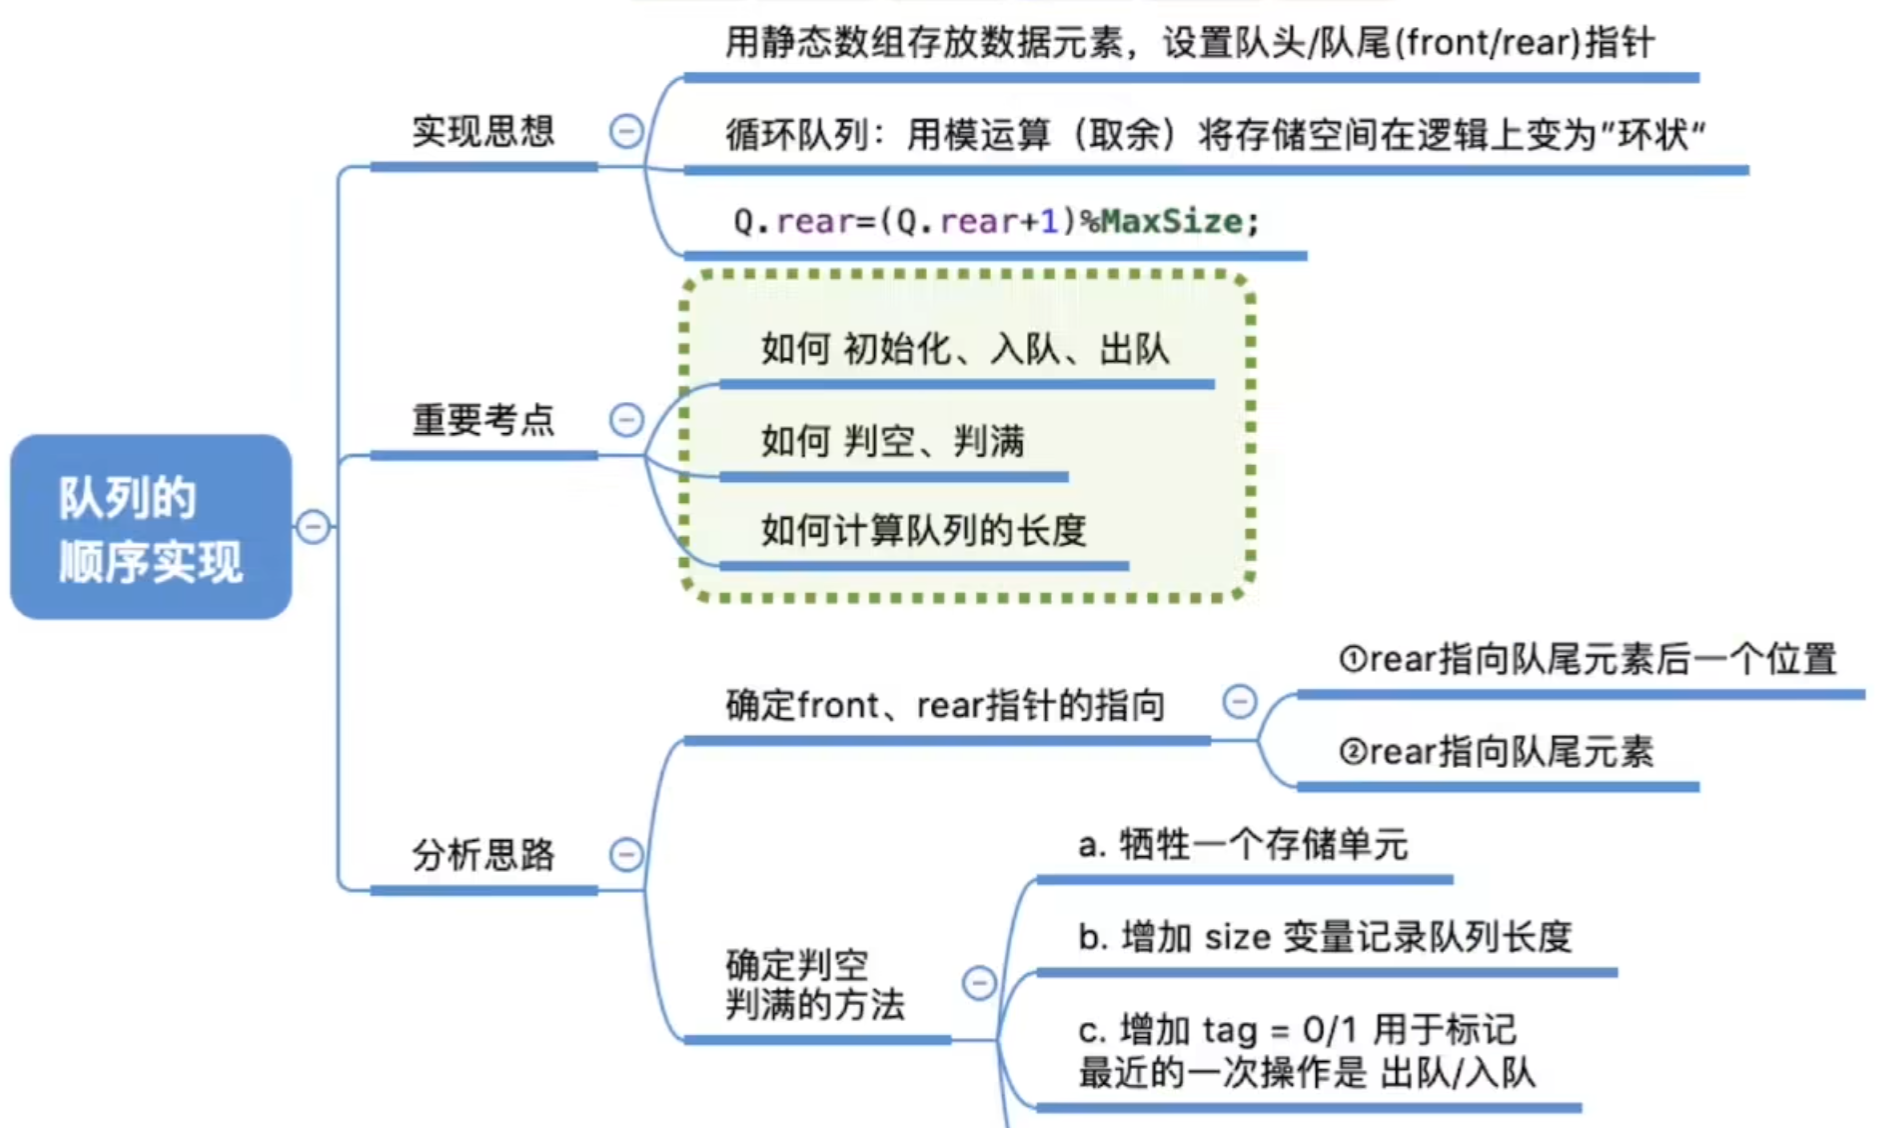 用静态数组存放数据元素，设置队头/队尾(front/rear)指针
实现思想
循环队列：用模运算（取余）将存储空间在逻辑上变为”环状“
Q.rear=(Q.rear+1)%MaxSize;
如何 初始化、入队、出队
重要考点
如何 判空、判满
队列的
顺序实现
如何计算队列的长度
①rear指向队尾元素后一个位置
确定front、rear指针的指向
②rear指向队尾元素
分析思路
a. 牺牲一个存储单元
b. 增加 size 变量记录队列长度
确定判空
判满的方法
c. 增加 tag = 0/1 用于标记
最近的一次操作是 出队/入队